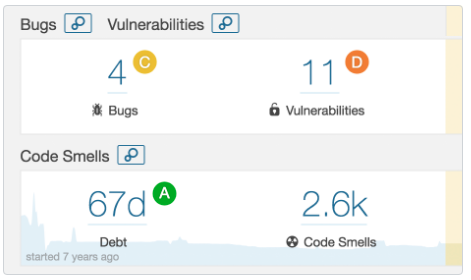 Bugs Vulnerabilities
4 C 11 D
Bugs Vulnerabilities
Code Smells
67d A 2.6k
Debt Code Smells
started 7 years ago